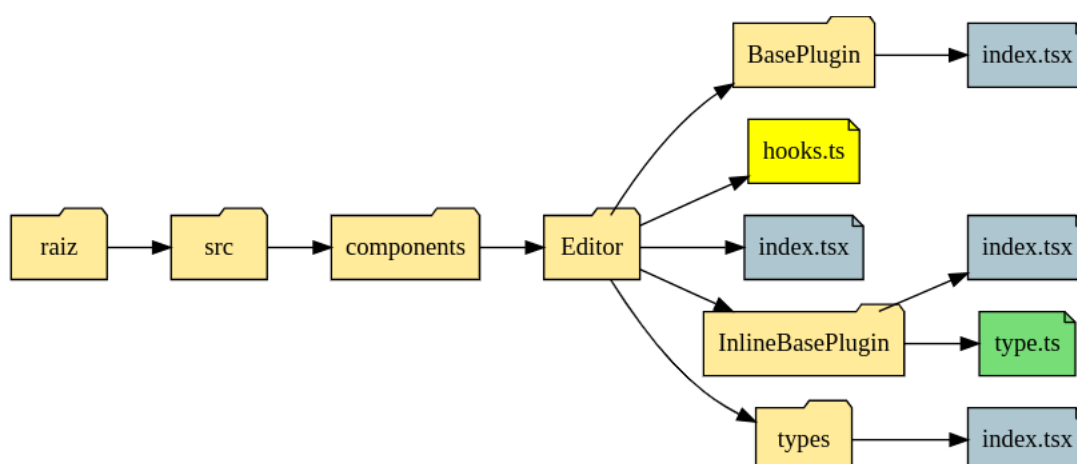 BasePlugin
index.tsx
hooks.ts
raiz
src
components
Editor
index.tsx
index.tsx
InlineBasePlugin
type.ts
types
index.tsx